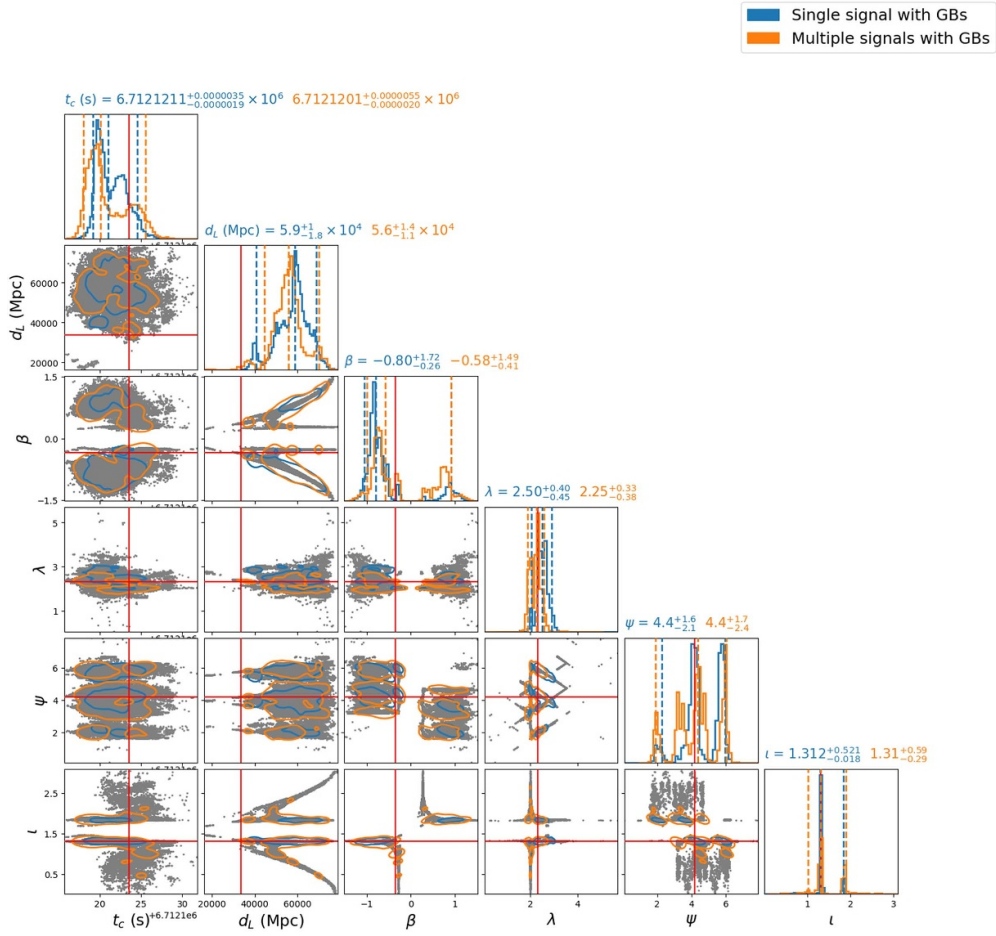 Single signal with GBs
Multiple signals with GBs
t_c (s) = 6.7121211^{+0.0000035}_{-0.0000019} × 10^6 6.7121201^{+0.0000055}_{-0.0000020} × 10^6
d_L (Mpc) = 5.9^{+1}_{-1.8} × 10^4 5.6^{+1.4}_{-1.1} × 10^4
d_L (Mpc)
60000
40000
20000
β = −0.80^{+1.72}_{-0.26} −0.58^{+1.49}_{-0.41}
β
1.5
0.0
−1.5
λ = 2.50^{+0.40}_{-0.45} 2.25^{+0.33}_{-0.38}
λ
5
3
1
ψ = 4.4^{+1.6}_{-2.1} 4.4^{+1.7}_{-2.4}
ψ
6
4
2
ι = 1.312^{+0.521}_{-0.018} 1.31^{+0.59}_{-0.29}
ι
2.5
1.5
0.5
20 25 30 20000 40000 60000 −1 0 1 2 4 2 4 6 0 1 2 3
t_c (s) +6.7121e6 d_L (Mpc) β λ ψ ι